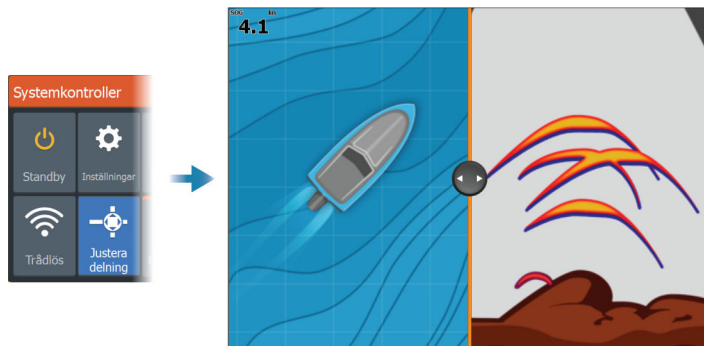 Systemkontroller
Standby
Inställningar
Trådlös
Justera
delning
SOG kn
4.1